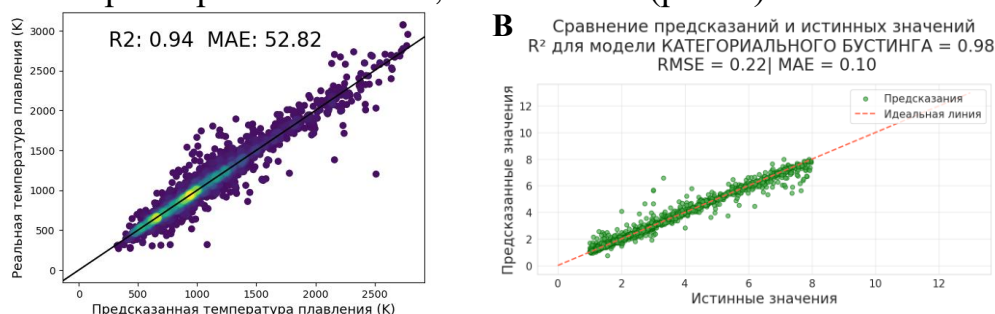 3000
R2: 0.94 MAE: 52.82
2500
2000
1500
1000
500
0
Реальная температура плавления (K)
0 500 1000 1500 2000 2500
Предсказанная температура плавления (K)
В
Сравнение предсказаний и истинных значений
R² для модели КАТЕГОРИАЛЬНОГО БУСТИНГА = 0.98
RMSE = 0.22| MAE = 0.10
Предсказания
Идеальная линия
12
10
8
6
4
2
0
Предсказанные значения
0 2 4 6 8 10 12
Истинные значения